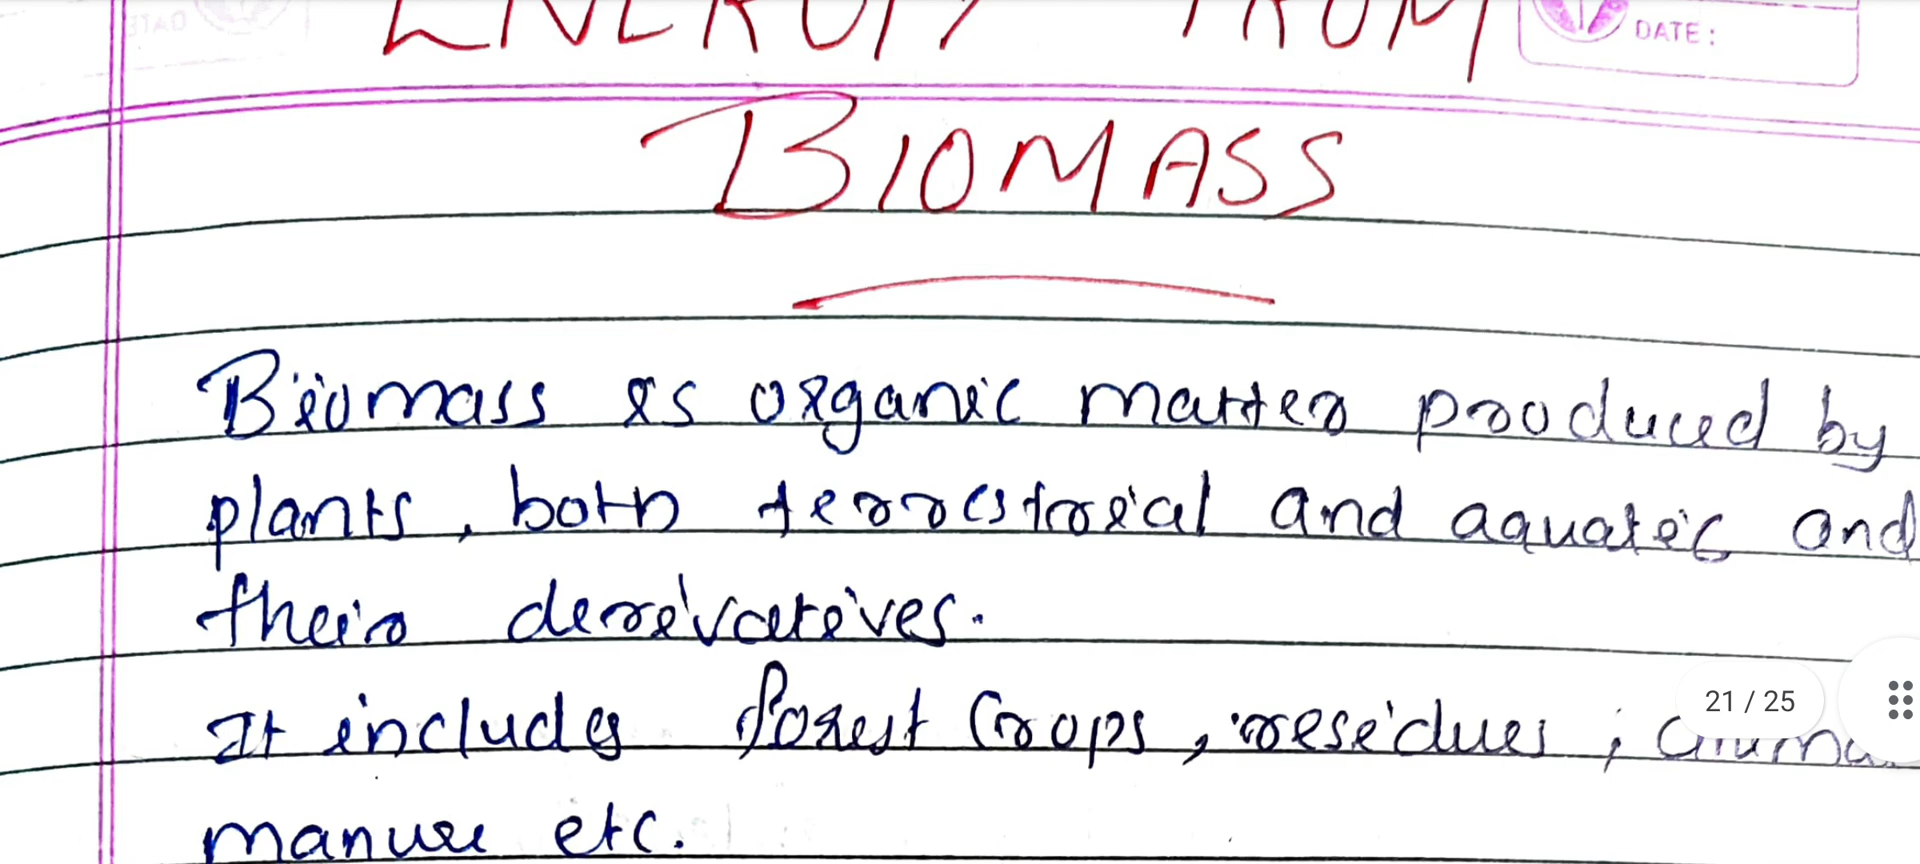 ENERGY FROM
DATE:
BIOMASS
Biomass is organic matter produced by
plants, both terrestrial and aquatic and
their derivatives.
It includes forest crops, residues, animal
21 / 25
manure etc.